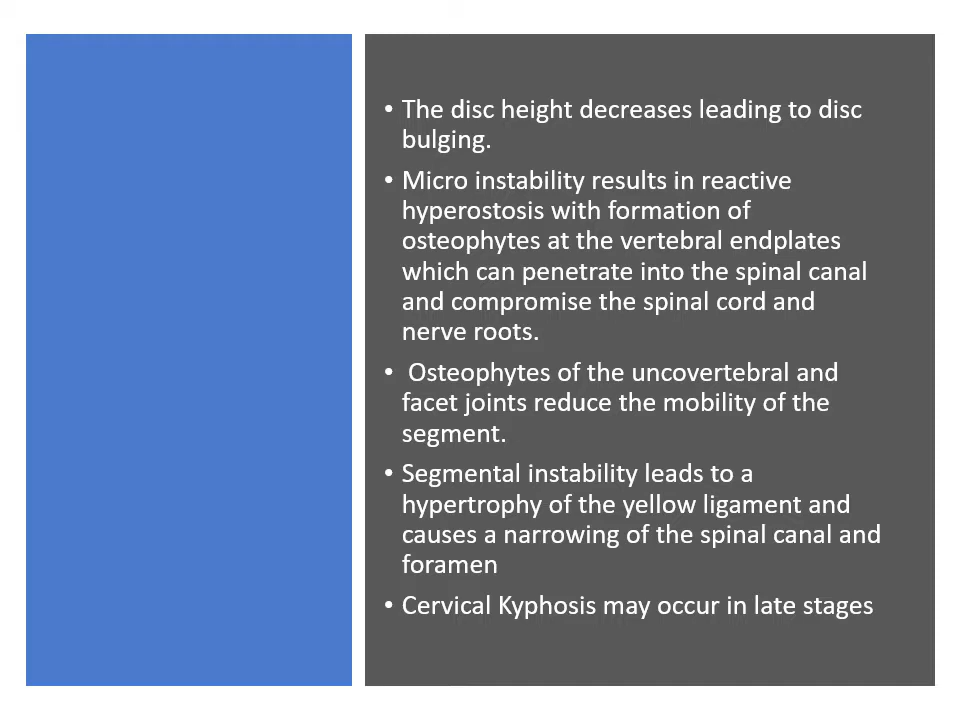 • The disc height decreases leading to disc
bulging.
• Micro instability results in reactive
hyperostosis with formation of
osteophytes at the vertebral endplates
which can penetrate into the spinal canal
and compromise the spinal cord and
nerve roots.
• Osteophytes of the uncovertebral and
facet joints reduce the mobility of the
segment.
• Segmental instability leads to a
hypertrophy of the yellow ligament and
causes a narrowing of the spinal canal and
foramen
• Cervical Kyphosis may occur in late stages